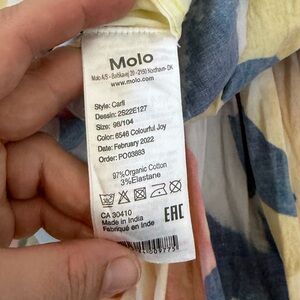 Molo
Molo A/S - Baltikavej 20 - 2150 Nordhavn - DK
www.molo.com
Style: Carli
Dessin: 2S22E127
Size: 98/104
Color: 6546 Colourful Joy
Date: February 2022
Order: PO03883
97% Organic Cotton
3% Elastane
CA 30410
Made in India
Fabriqué en Inde
EAC